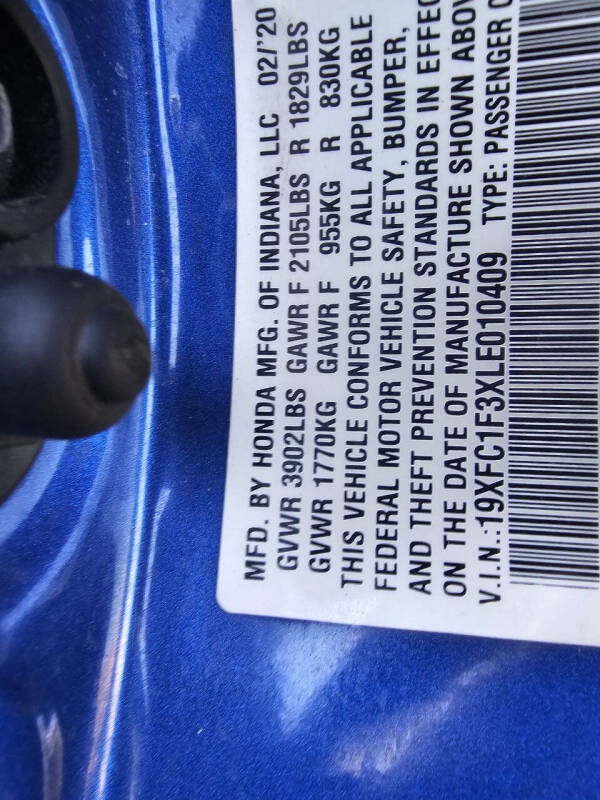 MFD. BY HONDA MFG. OF INDIANA, LLC 02/'20
GVWR 3902LBS GAWR F 2105LBS R 1829LBS
GVWR 1770KG GAWR F 955KG R 830KG
THIS VEHICLE CONFORMS TO ALL APPLICABLE
FEDERAL MOTOR VEHICLE SAFETY, BUMPER,
AND THEFT PREVENTION STANDARDS IN EFFEC
ON THE DATE OF MANUFACTURE SHOWN ABOV
V.I.N.:19XFC1F3XLE010409 TYPE: PASSENGER C